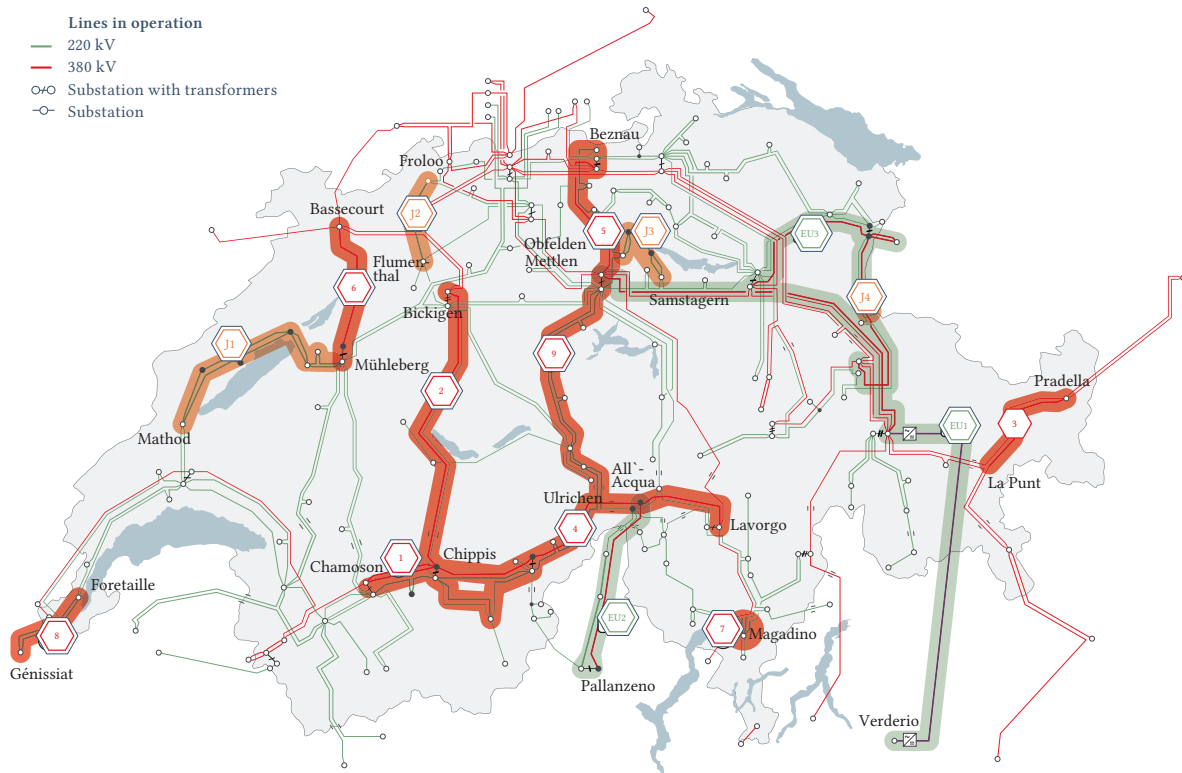 Lines in operation
220 kV
380 kV
Substation with transformers
Substation
Beznau
Froloo
J2
Bassecourt
5
J3
EU3
Obfelden
Mettlen
Flumen-
thal
6
Samstagern
J4
Bickigen
J1
9
Mühleberg
2
Pradella
3
EU1
Mathod
All`-
Acqua
La Punt
Ulrichen
4
Lavorgo
1
Chippis
Chamoson
Foretaille
EU2
8
7
Magadino
Génissiat
Pallanzeno
Verderio